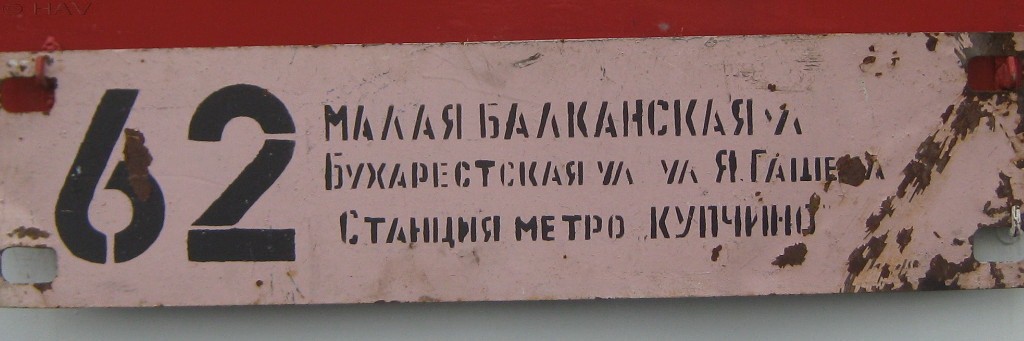 62
МАЛАЯ БАЛКАНСКАЯ УЛ
БУХАРЕСТСКАЯ УЛ УЛ Я.ГАШЕКА
СТАНЦИЯ МЕТРО „КУПЧИНО"